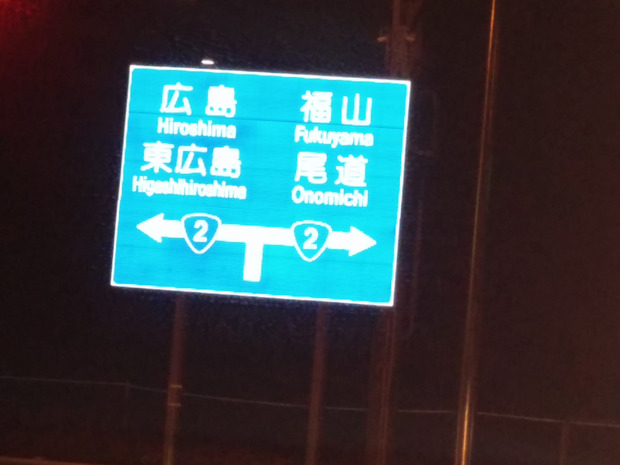 広島
Hiroshima
東広島
Higashihiroshima
福山
Fukuyama
尾道
Onomichi
2
2